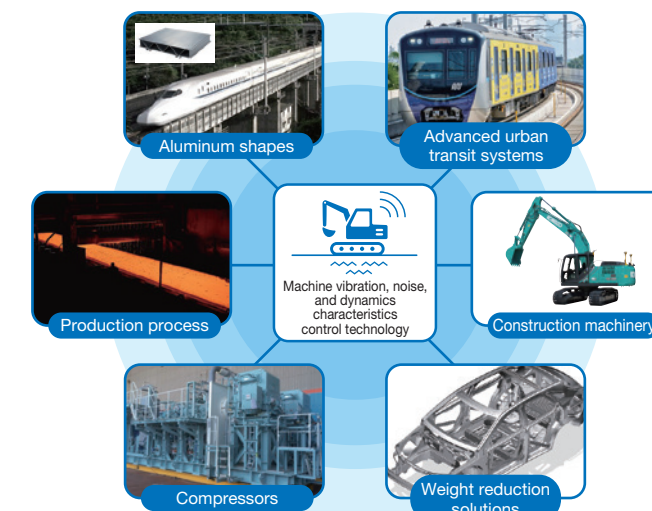 Aluminum shapes
Advanced urban
transit systems
Machine vibration, noise,
and dynamics
characteristics
control technology
Production process
Construction machinery
Compressors
Weight reduction
solutions